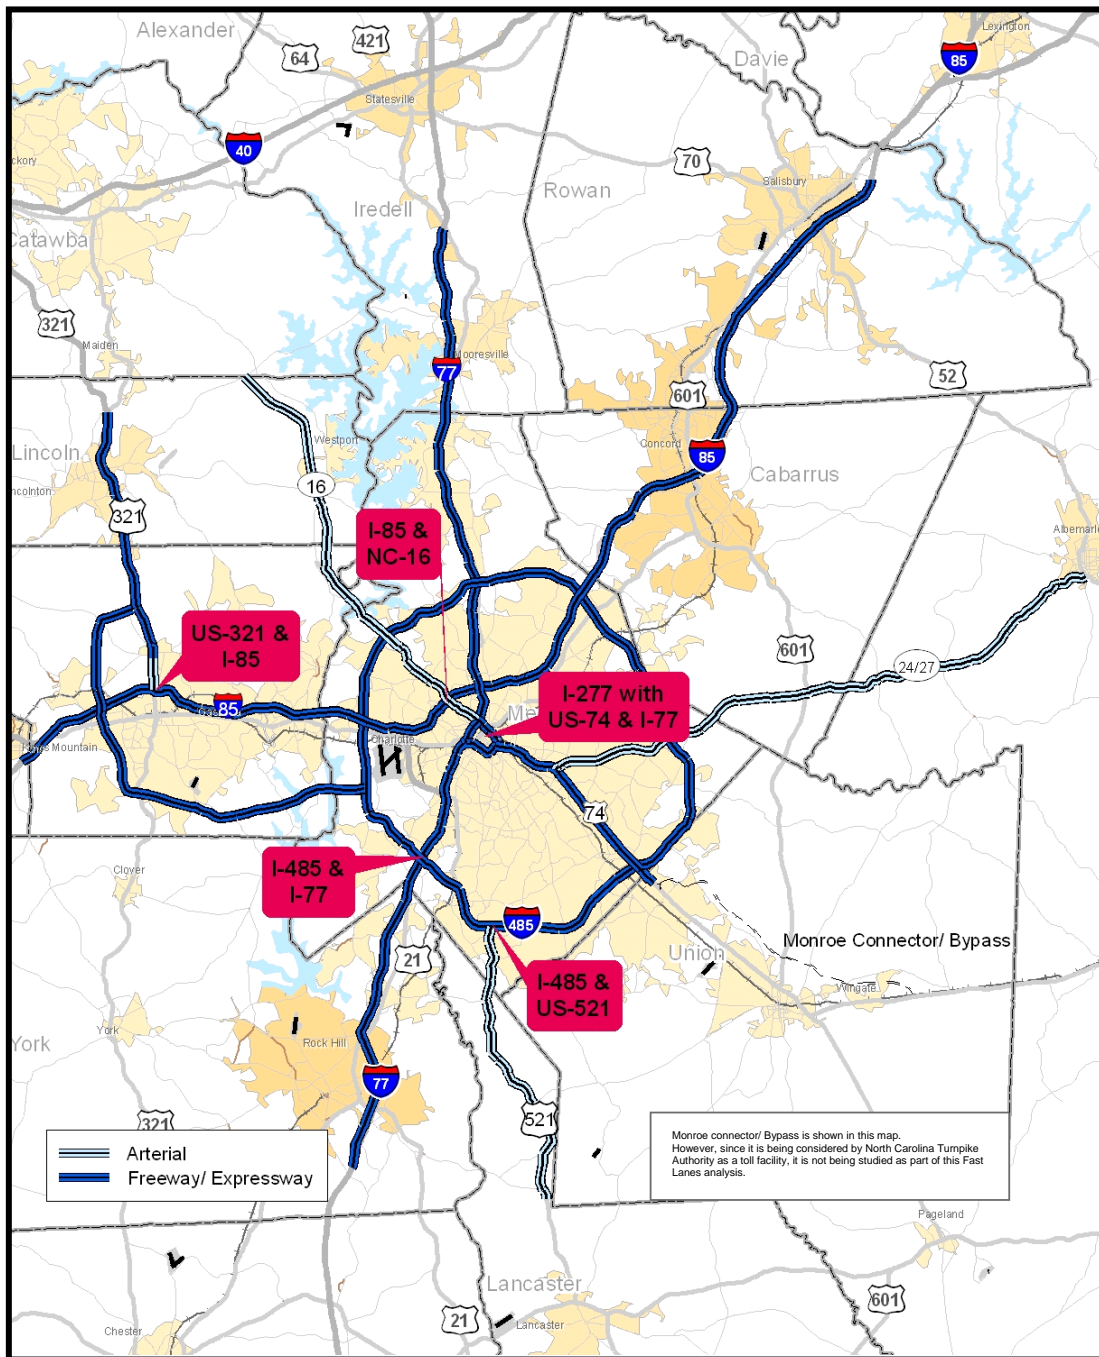 Alexander
421
64
Davie
Lexington
85
Statesville
40
ckory
70
Salisbury
Rowan
Iredell
Catawba
321
Maiden
Mooresville
77
52
601
Westport
Concord
85
Lincoln
Cabarrus
ncolnton
16
321
I-85 &
NC-16
Albemarle
US-321 &
I-85
601
24/27
I-277 with
US-74 & I-77
Me
85
Gas
Kings Mountain
Charlotte
74
I-485 &
I-77
Clover
485
Monroe Connector/ Bypass
21
Union
I-485 &
US-521
Wingate
York
York
Rock Hill
77
321
521
Arterial
Freeway/ Expressway
Monroe connector/ Bypass is shown in this map.
However, since it is being considered by North Carolina Turnpike
Authority as a toll facility, it is not being studied as part of this Fast
Lanes analysis.
Pageland
Lancaster
601
21
Lancaster
Chester